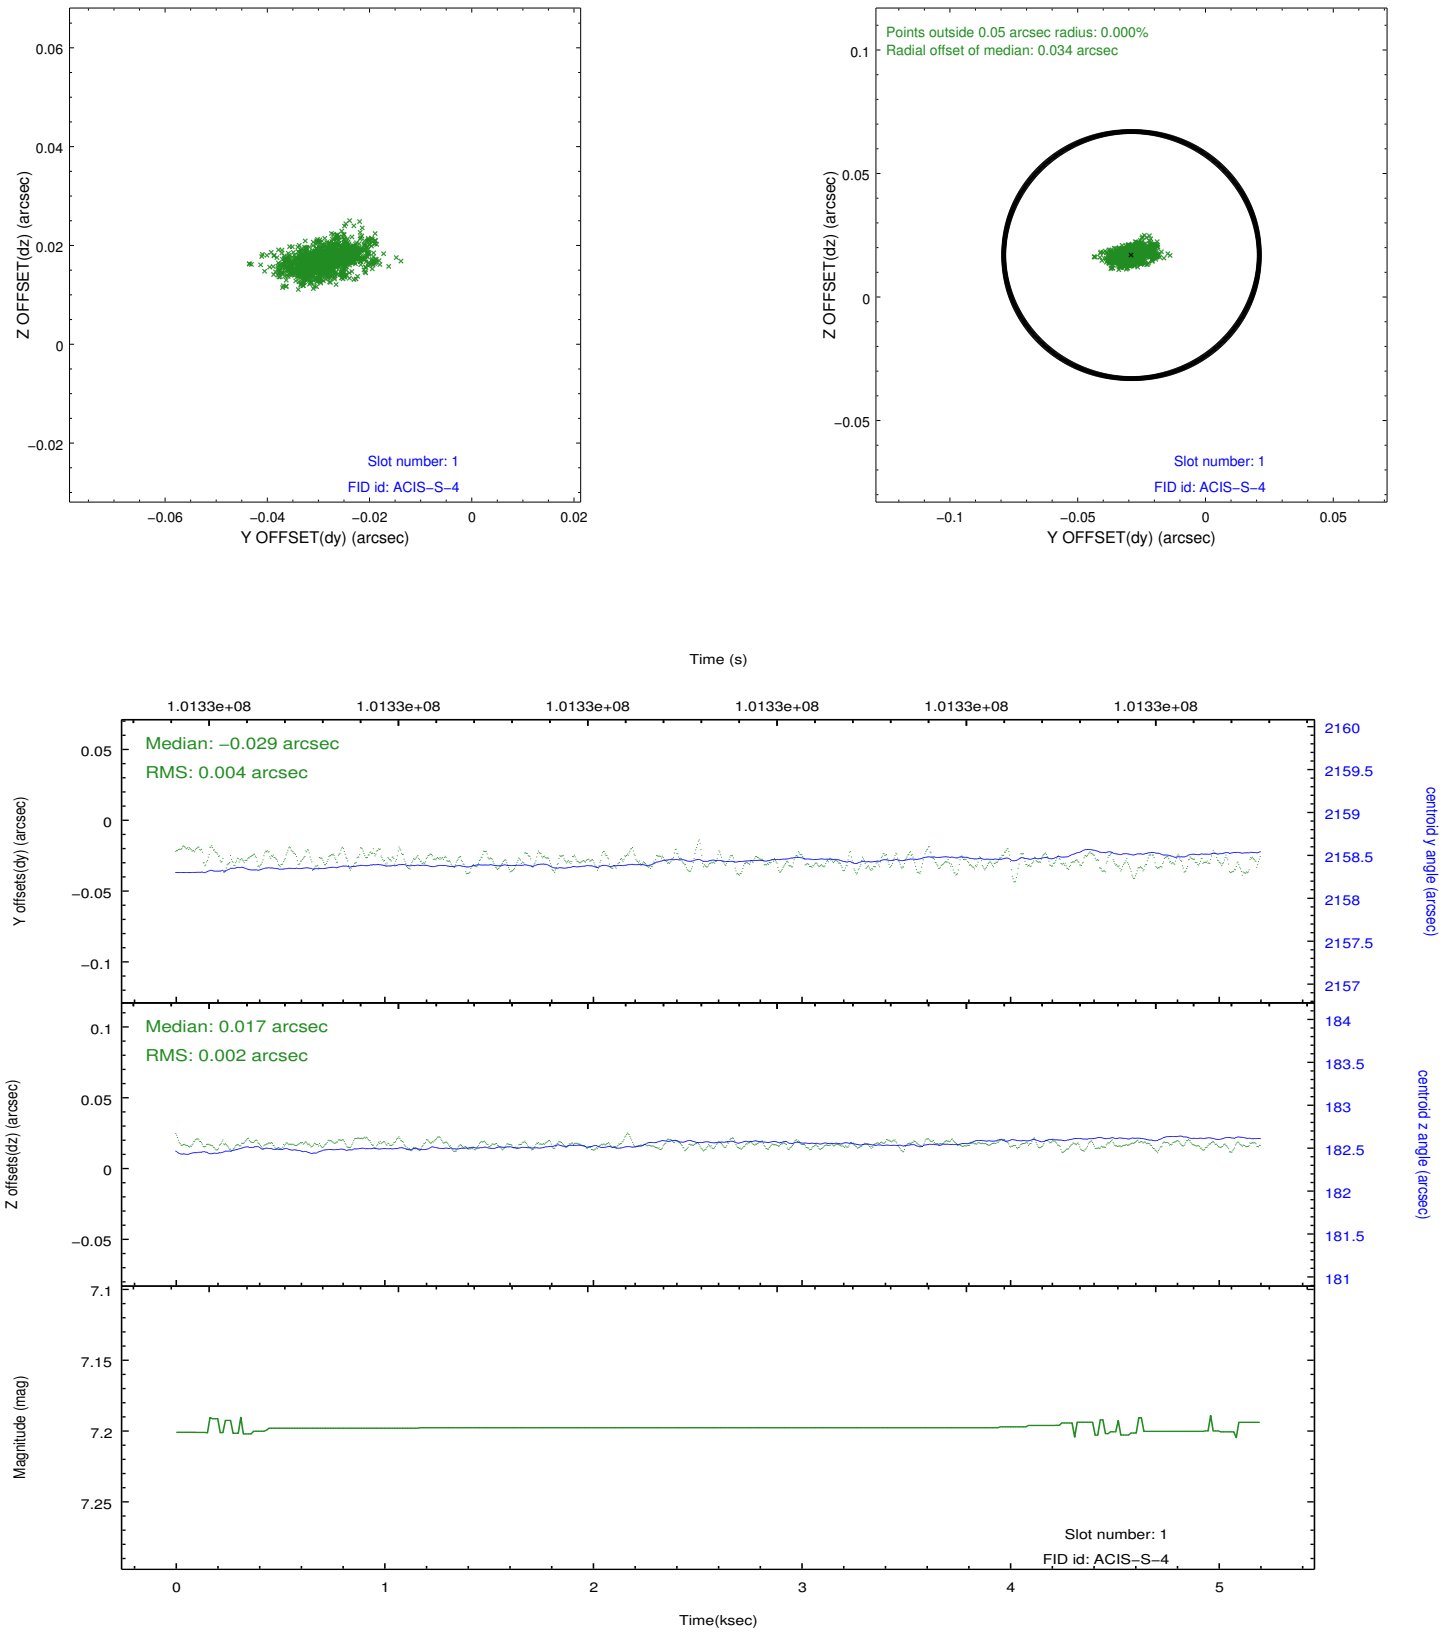 0.06
0.04
0.02
0
−0.02
Z OFFSET(dz) (arcsec)
Slot number: 1
FID id: ACIS−S−4
−0.06
−0.04
−0.02
0
0.02
Y OFFSET(dy) (arcsec)
Points outside 0.05 arcsec radius: 0.000%
Radial offset of median: 0.034 arcsec
0.1
0.05
0
−0.05
Z OFFSET(dz) (arcsec)
Slot number: 1
FID id: ACIS−S−4
−0.1
−0.05
0
0.05
Y OFFSET(dy) (arcsec)
Time (s)
1.0133e+08
1.0133e+08
1.0133e+08
1.0133e+08
1.0133e+08
1.0133e+08
Median: −0.029 arcsec
RMS: 0.004 arcsec
0.05
0
−0.05
−0.1
Y offsets(dy) (arcsec)
2160
2159.5
2159
2158.5
2158
2157.5
2157
centroid y angle (arcsec)
Median: 0.017 arcsec
RMS: 0.002 arcsec
0.1
0.05
0
−0.05
Z offsets(dz) (arcsec)
184
183.5
183
182.5
182
181.5
181
centroid z angle (arcsec)
7.1
7.15
7.2
7.25
Magnitude (mag)
Slot number: 1
FID id: ACIS−S−4
0
1
2
3
4
5
Time(ksec)